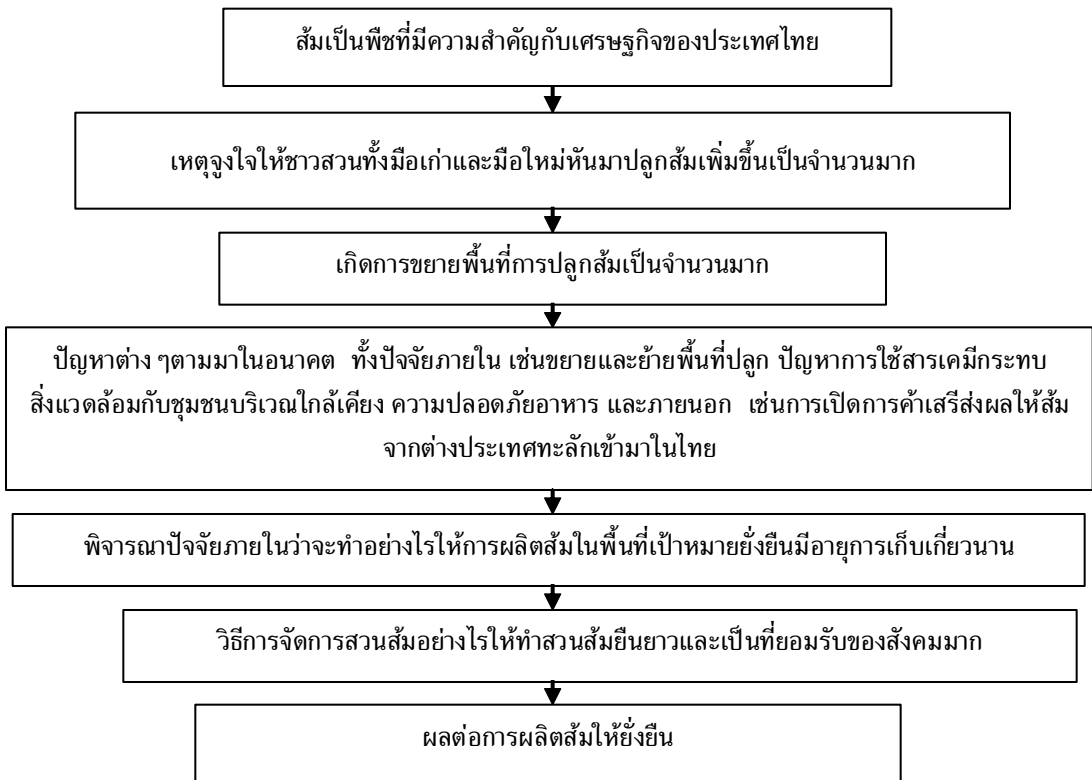 ส้มเป็นพืชที่มีความสำคัญกับเศรษฐกิจของประเทศไทย
เหตุจูงใจให้ชาวสวนทั้งมือเก่าและมือใหม่หันมาปลูกส้มเพิ่มขึ้นเป็นจำนวนมาก
เกิดการขยายพื้นที่การปลูกส้มเป็นจำนวนมาก
ปัญหาต่าง ๆตามมาในอนาคต ทั้งปัจจัยภายใน เช่นขยายและย้ายพื้นที่ปลูก ปัญหาการใช้สารเคมีกระทบ
สิ่งแวดล้อมกับชุมชนบริเวณใกล้เคียง ความปลอดภัยอาหาร และภายนอก เช่นการเปิดการค้าเสรีส่งผลให้ส้ม
จากต่างประเทศทะลักเข้ามาในไทย
พิจารณาปัจจัยภายในว่าจะทำอย่างไรให้การผลิตส้มในพื้นที่เป้าหมายยั่งยืนมีอายุการเก็บเกี่ยวนาน
วิธีการจัดการสวนส้มอย่างไรให้ทำสวนส้มยืนยาวและเป็นที่ยอมรับของสังคมมาก
ผลต่อการผลิตส้มให้ยั่งยืน